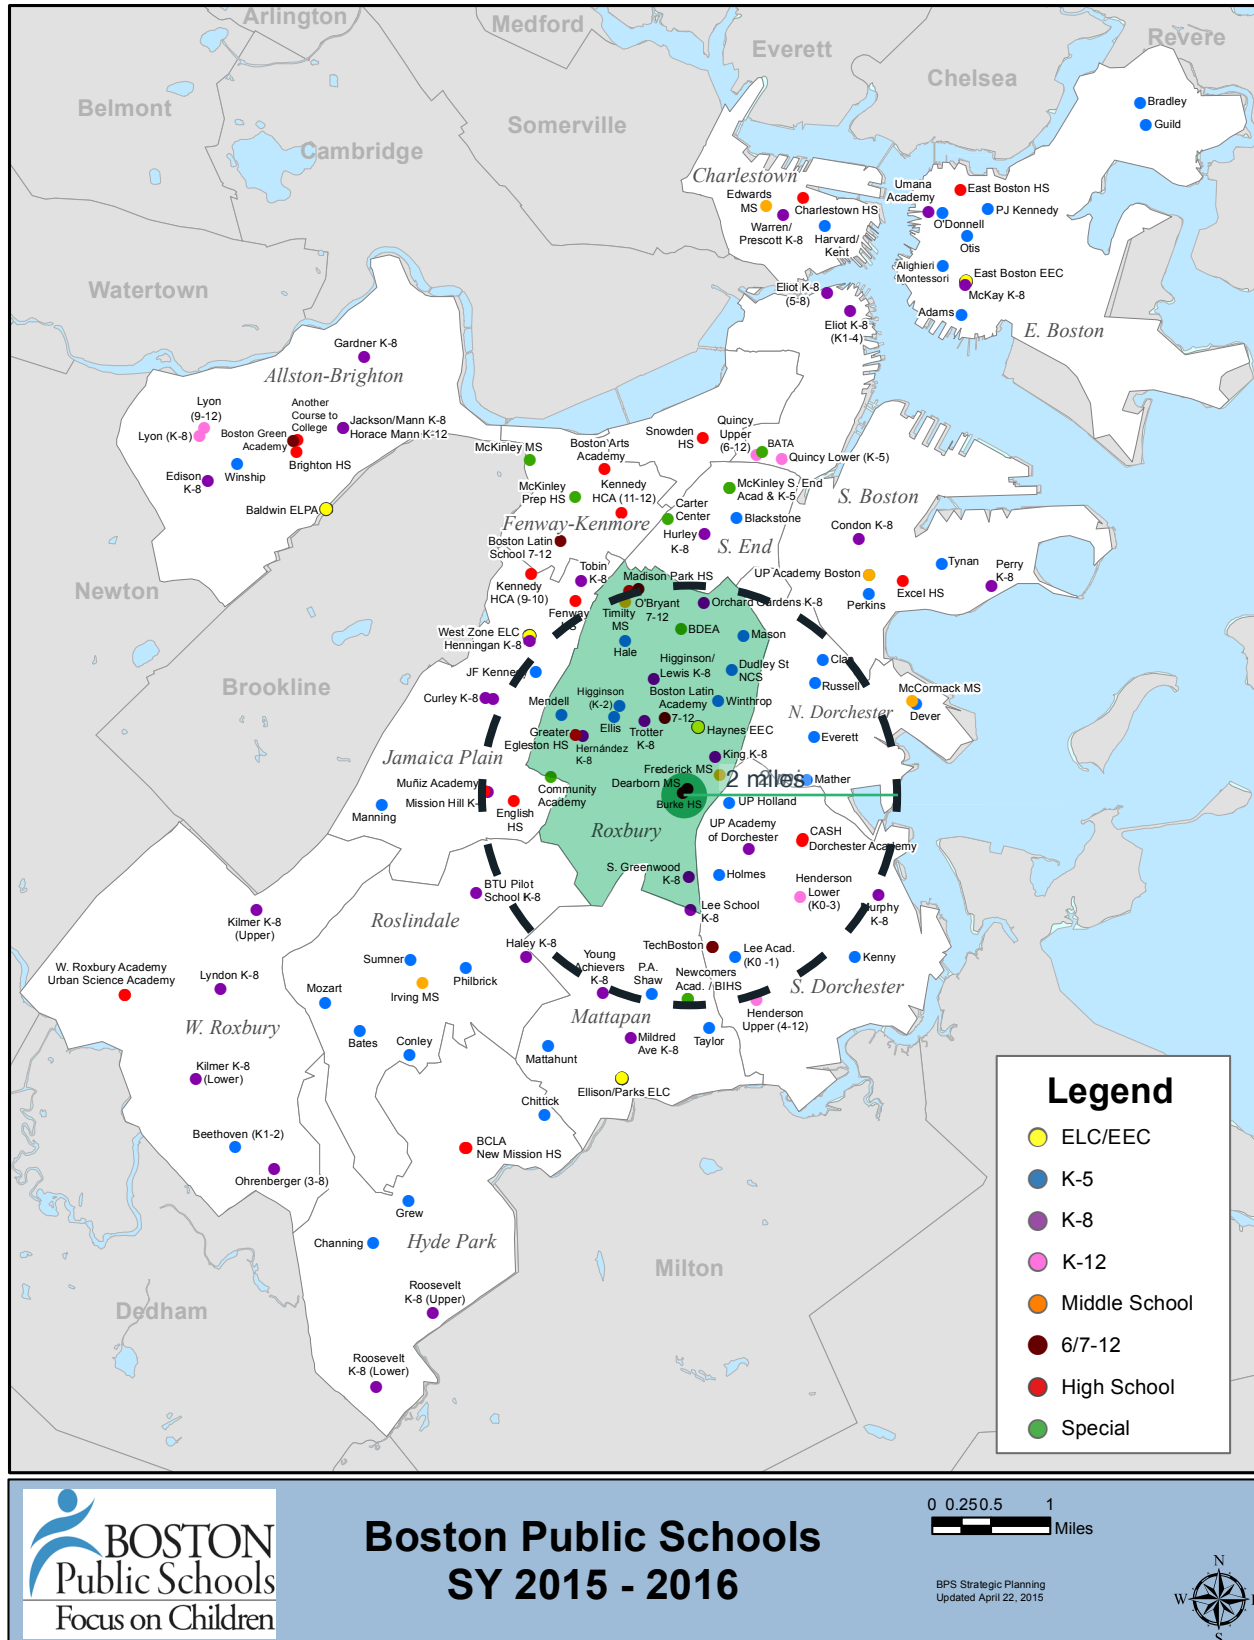 Arlington
Medford
Everett
Revere
Chelsea
Belmont
Somerville
Cambridge
Watertown
Newton
Brookline
Dedham
Milton
Bradley
Guild
Charlestown
Edwards
MS
Charlestown HS
Warren/
Prescott K-8
Harvard/
Kent
Umana
Academy
East Boston HS
PJ Kennedy
O'Donnell
Otis
Alighieri
Montessori
East Boston EEC
McKay K-8
Adams
E. Boston
Eliot K-8
(5-8)
Eliot K-8
(K1-4)
Gardner K-8
Allston-Brighton
Lyon
(9-12)
Another
Course to
College
Jackson/Mann K-8
Horace Mann K-12
Lyon (K-8)
Boston Green
Academy
Brighton HS
Edison
K-8
Winship
Baldwin ELPA
McKinley MS
Boston Arts
Academy
Snowden
HS
Quincy
Upper
(6-12)
BATA
Quincy Lower (K-5)
McKinley
Prep HS
Kennedy
HCA (11-12)
Carter
Center
McKinley S. End
Acad & K-5
Blackstone
Fenway-Kenmore
Hurley
K-8
S. End
S. Boston
Condon K-8
Boston Latin
School 7-12
Tynan
Perry
K-8
UP Academy Boston
Excel HS
Perkins
Kennedy
HCA (9-10)
Tobin
K-8
Madison Park HS
Fenway
Timilty
MS
O'Bryant
7-12
Orchard Gardens K-8
BDEA
Mason
West Zone ELC
Henningan K-8
Hale
JF Kennedy
Higginson/
Lewis K-8
Dudley St
NCS
Russell
Curley K-8
Mendell
Higginson
(K-2)
Ellis
Boston Latin
Academy
7-12
Winthrop
N. Dorchester
McCormack MS
Dever
Trotter
K-8
Haynes EEC
Everett
Greater
Egleston HS
Hernández
K-8
King K-8
Jamaica Plain
Frederick MS
Dearborn MS
Burke HS
2 miles
Mather
Muñiz Academy
Mission Hill K-
Community
Academy
English
HS
Manning
UP Holland
Roxbury
UP Academy
of Dorchester
CASH
Dorchester Academy
S. Greenwood
K-8
Holmes
Henderson
Lower
(K0-3)
Murphy
K-8
BTU Pilot
School K-8
Lee School
K-8
Kilmer K-8
(Upper)
Roslindale
Haley K-8
TechBoston
Lee Acad.
(K0 -1)
Kenny
W. Roxbury Academy
Urban Science Academy
Lyndon K-8
Sumner
Philbrick
Irving MS
Young
Achievers
K-8
P.A.
Shaw
Newcomers
Acad. / BIHS
S. Dorchester
Mozart
W. Roxbury
Bates
Mattapan
Henderson
Upper (4-12)
Conley
Mattahunt
Mildred
Ave K-8
Taylor
Kilmer K-8
(Lower)
Ellison/Parks ELC
Chittick
Beethoven (K1-2)
BCLA
New Mission HS
Ohrenberger (3-8)
Grew
Channing
Hyde Park
Roosevelt
K-8 (Upper)
Roosevelt
K-8 (Lower)
Legend
ELC/EEC
K-5
K-8
K-12
Middle School
6/7-12
High School
Special
BOSTON
Public Schools
Focus on Children
Boston Public Schools
SY 2015 - 2016
0 0.25 0.5 1
Miles
BPS Strategic Planning
Updated April 22, 2015
N
W
S